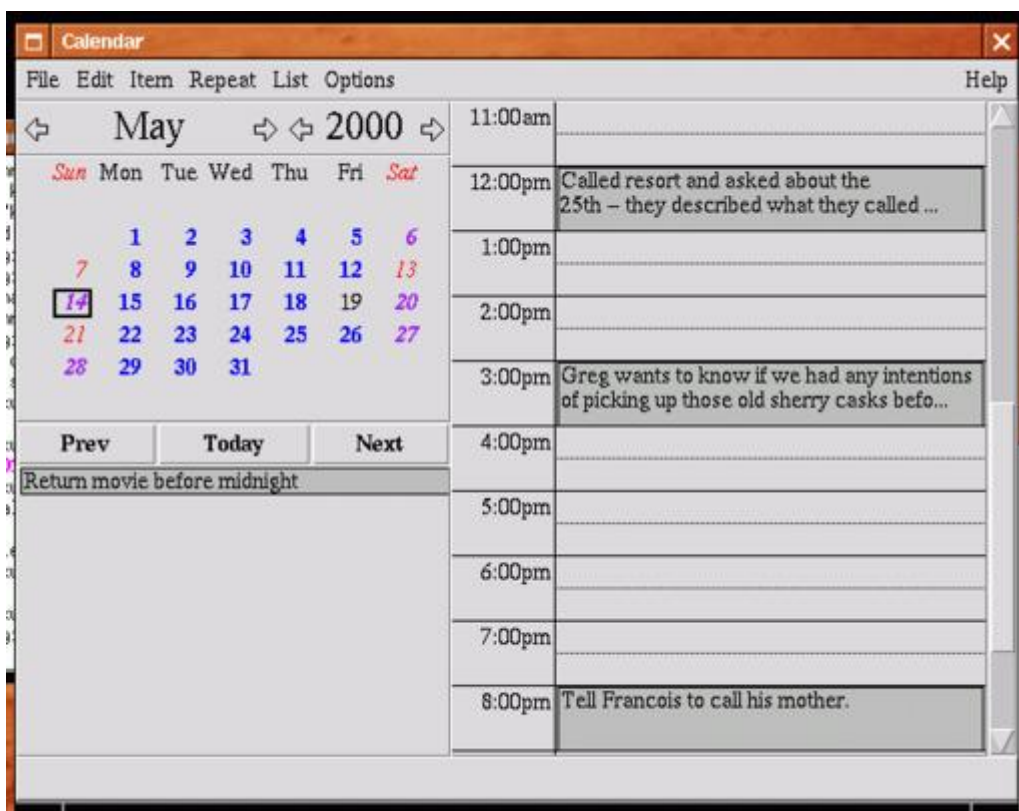 Calendar
File Edit Item Repeat List Options Help
May 2000
Sun Mon Tue Wed Thu Fri Sat
1 2 3 4 5 6
7 8 9 10 11 12 13
14 15 16 17 18 19 20
21 22 23 24 25 26 27
28 29 30 31
Prev Today Next
Return movie before midnight
11:00am
12:00pm Called resort and asked about the
25th – they described what they called ...
1:00pm
2:00pm
3:00pm Greg wants to know if we had any intentions
of picking up those old sherry casks befo...
4:00pm
5:00pm
6:00pm
7:00pm
8:00pm Tell Francois to call his mother.